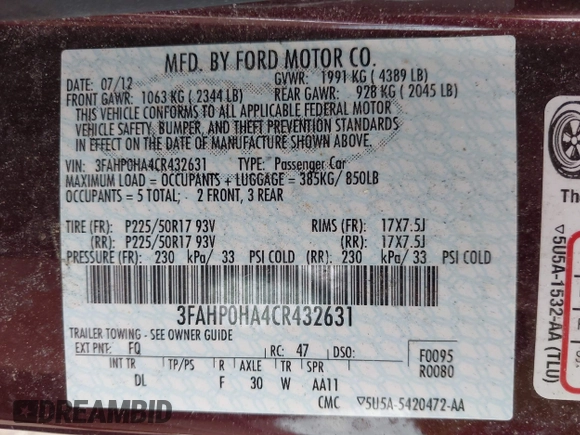 MFD. BY FORD MOTOR CO.
DATE: 07/12 GVWR: 1991 KG ( 4389 LB)
FRONT GAWR: 1063 KG ( 2344 LB) REAR GAWR: 928 KG ( 2045 LB)
THIS VEHICLE CONFORMS TO ALL APPLICABLE FEDERAL MOTOR
VEHICLE SAFETY, BUMPER, AND THEFT PREVENTION STANDARDS
IN EFFECT ON THE DATE OF MANUFACTURE SHOWN ABOVE.
VIN: 3FAHP0HA4CR432631 TYPE: Passenger Car
MAXIMUM LOAD = OCCUPANTS + LUGGAGE = 385KG/ 850LB
OCCUPANTS = 5 TOTAL; 2 FRONT, 3 REAR
TIRE (FR): P225/50R17 93V RIMS (FR): 17X7.5J
(RR): P225/50R17 93V (RR): 17X7.5J
PRESSURE (FR): 230 kPa/ 33 PSI COLD (RR): 230 kPa/ 33 PSI COLD
3FAHP0HA4CR432631
TRAILER TOWING - SEE OWNER GUIDE
EXT PNT: FQ RC: 47 DSO:
F0095
R0080
INT TR TP/PS R AXLE TR SPR
DL F 30 W AA11
CMC ▽5U5A-5420472-AA
Th
▽5U5A-1532-AA (TLU)
DREAMBID